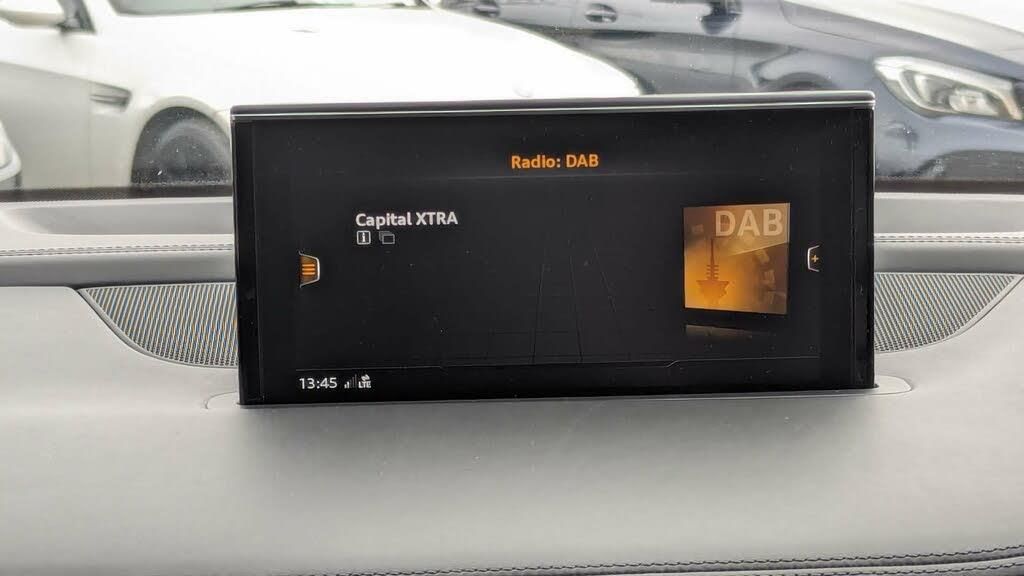 Radio: DAB
Capital XTRA
DAB
13:45 LTE